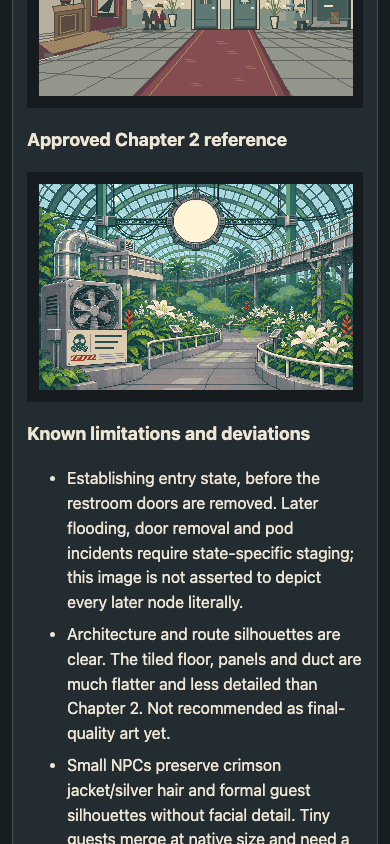 Approved Chapter 2 reference
Known limitations and deviations
• Establishing entry state, before the
restroom doors are removed. Later
flooding, door removal and pod
incidents require state-specific staging;
this image is not asserted to depict
every later node literally.
• Architecture and route silhouettes are
clear. The tiled floor, panels and duct are
much flatter and less detailed than
Chapter 2. Not recommended as final-
quality art yet.
• Small NPCs preserve crimson
jacket/silver hair and formal guest
silhouettes without facial detail. Tiny
guests merge at native size and need a